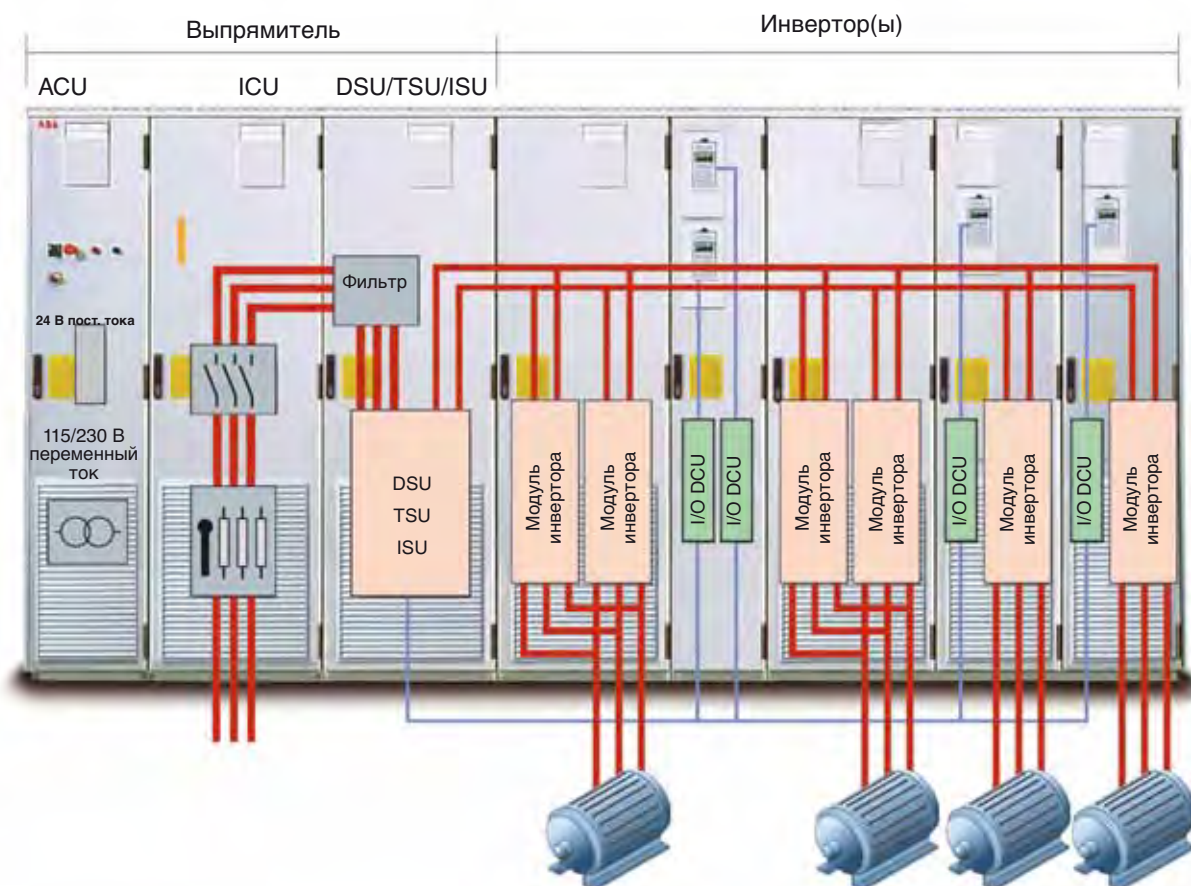 Выпрямитель
Инвертор(ы)
ACU
ICU
DSU/TSU/ISU
ABB
Фильтр
24 В пост. тока
115/230 В
переменный
ток
DSU
TSU
ISU
Модуль
инвертора
Модуль
инвертора
I/O DCU
I/O DCU
Модуль
инвертора
Модуль
инвертора
I/O DCU
Модуль
инвертора
I/O DCU
Модуль
инвертора